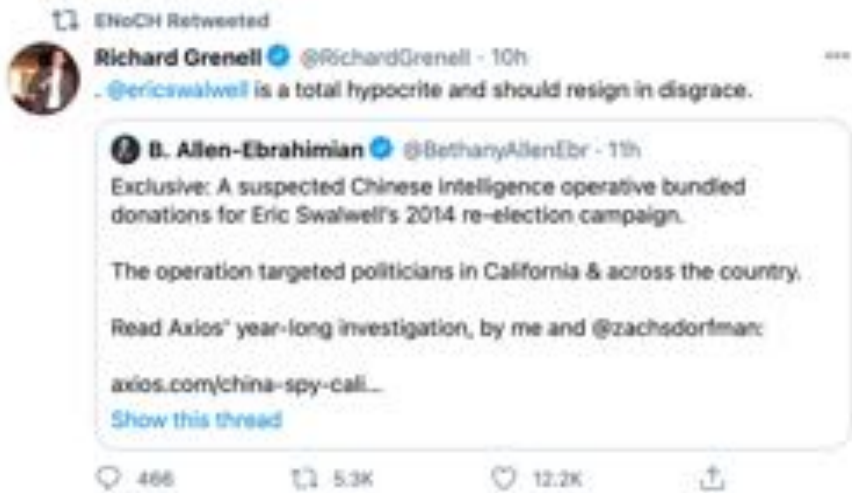 ENoCH Retweeted
Richard Grenell @RichardGrenell · 10h
. @ericswalwell is a total hypocrite and should resign in disgrace.
B. Allen-Ebrahimian @BethanyAllenEbr · 11h
Exclusive: A suspected Chinese intelligence operative bundled
donations for Eric Swalwell's 2014 re-election campaign.
The operation targeted politicians in California & across the country.
Read Axios' year-long investigation, by me and @zachsdorfman:
axios.com/china-spy-cali...
Show this thread
466 5.3K 12.2K